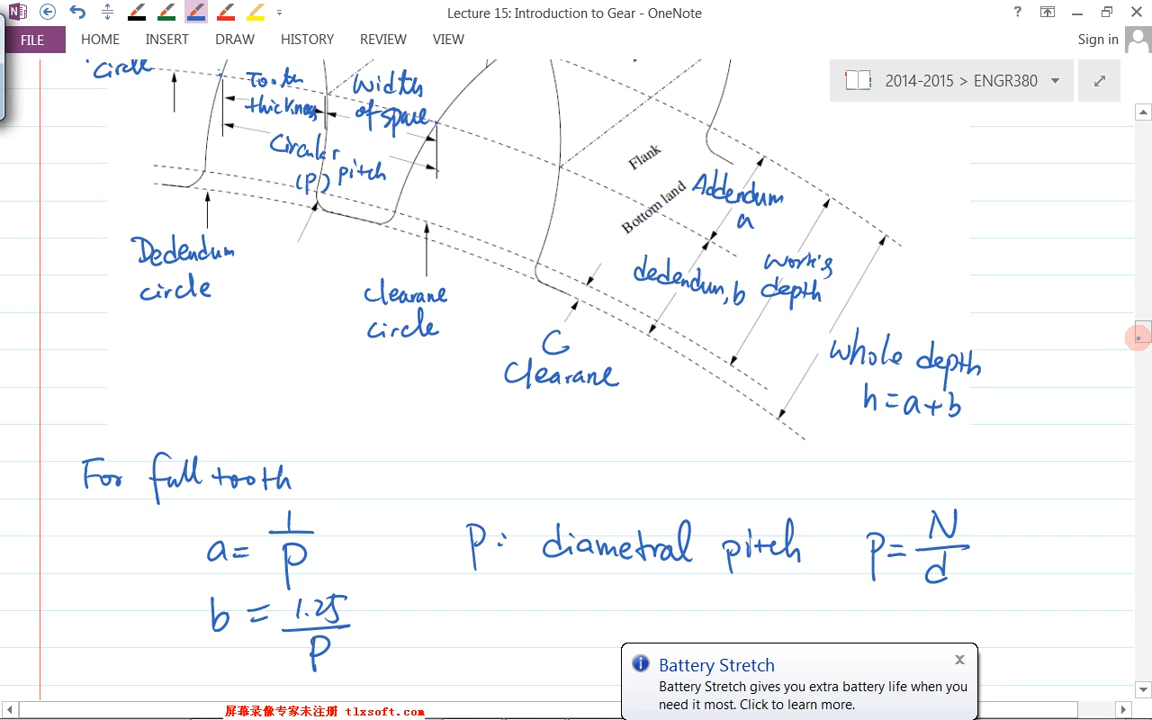 Lecture 15: Introduction to Gear - OneNote
FILE HOME INSERT DRAW HISTORY REVIEW VIEW
Sign in
2014-2015 > ENGR380
Circle
Tooth
thickness
Width
of space
Circular
pitch
(P)
Flank
Bottom land
Addendum
a
Dedendum
circle
clearane
circle
dedendum, b
working
depth
C
Clearane
Whole depth
h=a+b
For full tooth
a= 1/P
P: diametral pitch
P= N/d
b = 1.25/P
Battery Stretch
Battery Stretch gives you extra battery life when you
need it most. Click to learn more.
屏幕录像专家未注册 tlxsoft.com